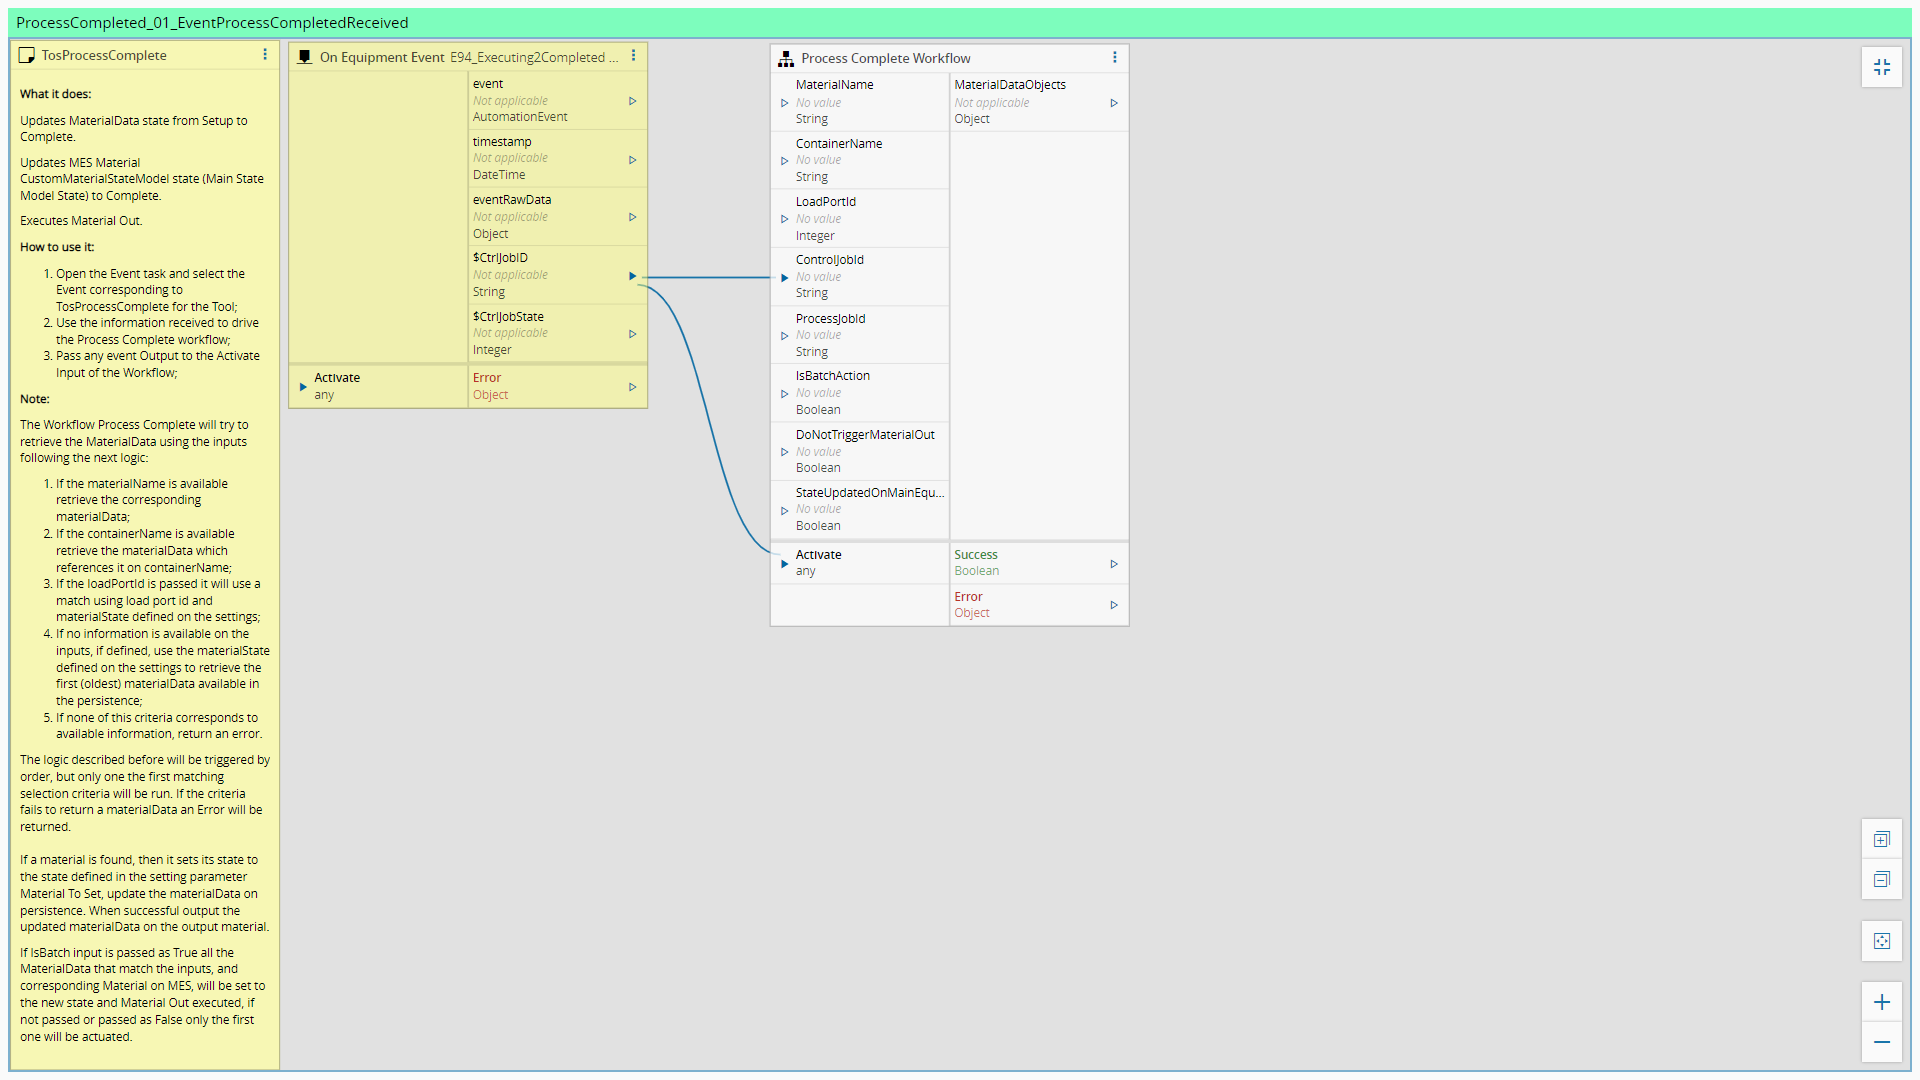 ProcessCompleted_01_EventProcessCompletedReceived
TosProcessComplete
What it does:
Updates MaterialData state from Setup to
Complete.
Updates MES Material
CustomMaterialStateModel state (Main State
Model State) to Complete.
Executes Material Out.
How to use it:
1. Open the Event task and select the
Event corresponding to
TosProcessComplete for the Tool;
2. Use the information received to drive
the Process Complete workflow;
3. Pass any event Output to the Activate
Input of the Workflow;
Note:
The Workflow Process Complete will try to
retrieve the MaterialData using the inputs
following the next logic:
1. If the materialName is available
retrieve the corresponding
materialData;
2. If the containerName is available
retrieve the materialData which
references it on containerName;
3. If the loadPortId is passed it will use a
match using load port id and
materialState defined on the settings;
4. If no information is available on the
inputs, if defined, use the materialState
defined on the settings to retrieve the
first (oldest) materialData available in
the persistence;
5. If none of this criteria corresponds to
available information, return an error.
The logic described before will be triggered by
order, but only one the first matching
selection criteria will be run. If the criteria
fails to return a materialData an Error will be
returned.
If a material is found, then it sets its state to
the state defined in the setting parameter
Material To Set, update the materialData on
persistence. When successful output the
updated materialData on the output material.
If IsBatch input is passed as True all the
MaterialData that match the inputs, and
corresponding Material on MES, will be set to
the new state and Material Out executed, if
not passed or passed as False only the first
one will be actuated.
On Equipment Event E94_Executing2Completed ...
event
Not applicable
AutomationEvent
timestamp
Not applicable
DateTime
eventRawData
Not applicable
Object
$CtrlJobID
Not applicable
String
$CtrlJobState
Not applicable
Integer
Activate
any
Error
Object
Process Complete Workflow
MaterialName
No value
String
ContainerName
No value
String
LoadPortId
No value
Integer
ControlJobId
No value
String
ProcessJobId
No value
String
IsBatchAction
No value
Boolean
DoNotTriggerMaterialOut
No value
Boolean
StateUpdatedOnMainEqu...
No value
Boolean
MaterialDataObjects
Not applicable
Object
Activate
any
Success
Boolean
Error
Object